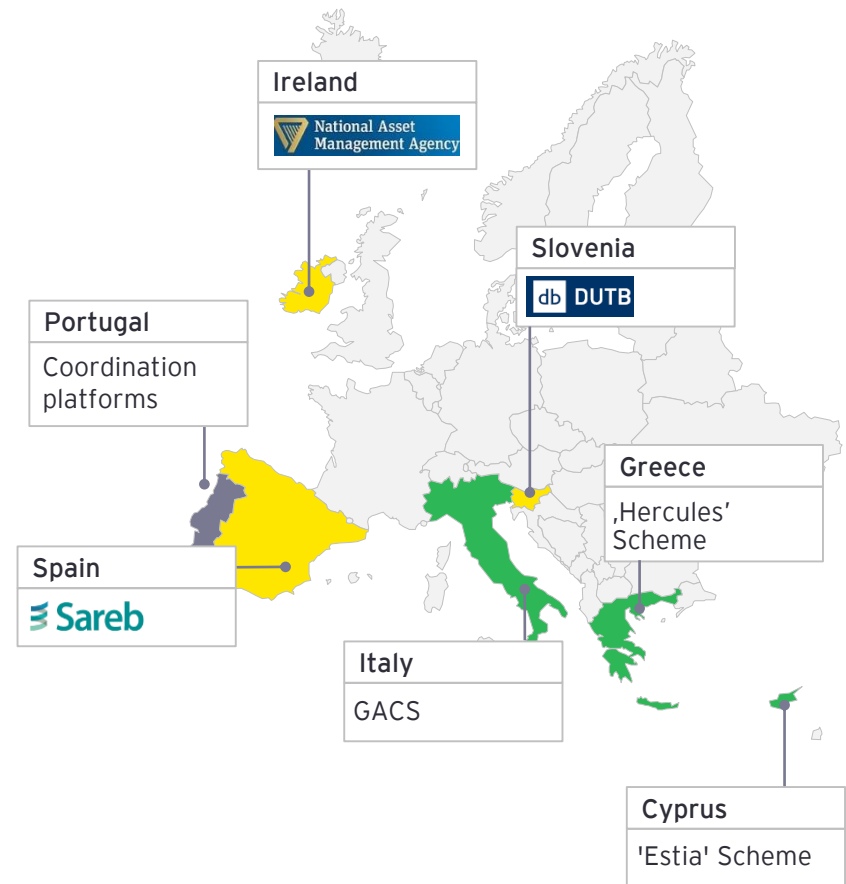 Ireland
National Asset
Management Agency
Slovenia
db DUTB
Portugal
Coordination
platforms
Greece
‚Hercules’
Scheme
Spain
Sareb
Italy
GACS
Cyprus
'Estia' Scheme